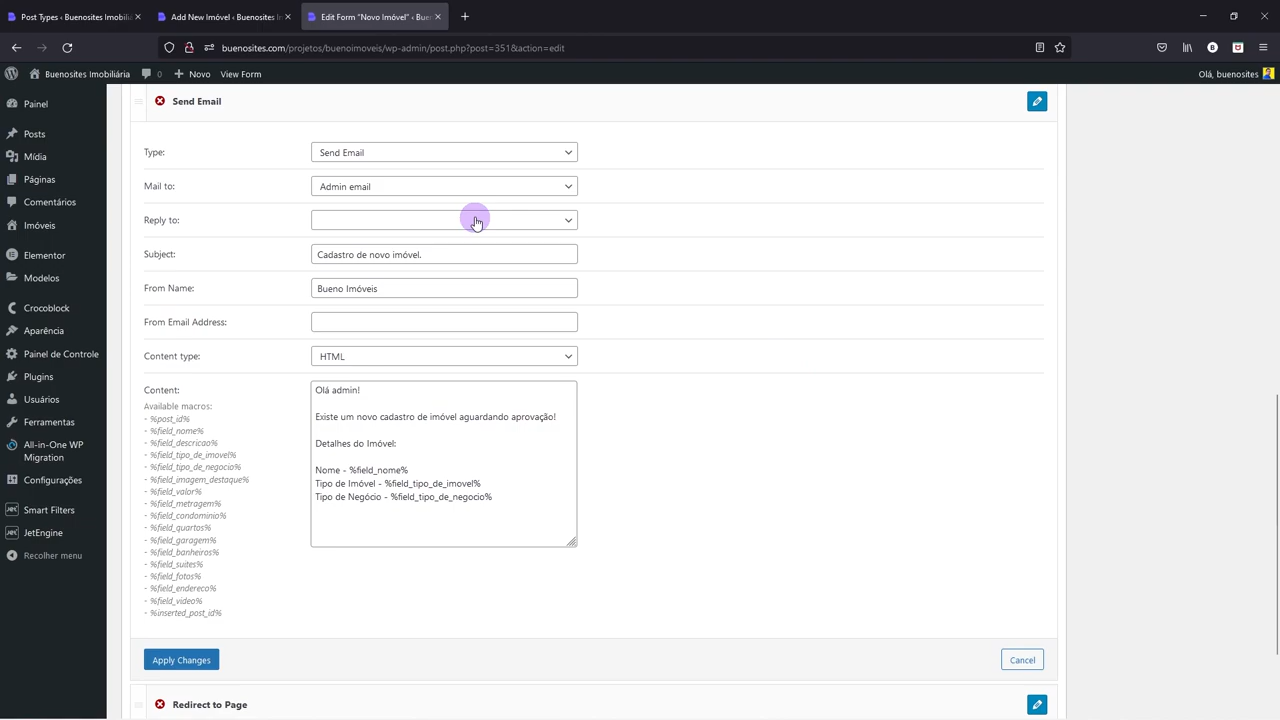 Post Types ‹ Buenosites Imobiliá
Add New Imóvel ‹ Buenosites Im
Edit Form "Novo Imóvel" ‹ Bue
buenosites.com/projetos/buenoimoveis/wp-admin/post.php?post=351&action=edit
Buenosites Imobiliária
0
Novo
View Form
Olá, buenosites
Painel
Posts
Mídia
Páginas
Comentários
Imóveis
Elementor
Modelos
Crocoblock
Aparência
Painel de Controle
Plugins
Usuários
Ferramentas
All-in-One WP
Migration
Configurações
Smart Filters
JetEngine
Recolher menu
Send Email
Type:
Send Email
Mail to:
Admin email
Reply to:
Subject:
Cadastro de novo imóvel.
From Name:
Bueno Imóveis
From Email Address:
Content type:
HTML
Content:
Available macros:
- %post_id%
- %field_nome%
- %field_descricao%
- %field_tipo_de_imovel%
- %field_tipo_de_negocio%
- %field_imagem_destaque%
- %field_valor%
- %field_metragem%
- %field_condominio%
- %field_quartos%
- %field_garagem%
- %field_banheiros%
- %field_suites%
- %field_fotos%
- %field_endereco%
- %field_video%
- %inserted_post_id%
Olá admin!
Existe um novo cadastro de imóvel aguardando aprovação!
Detalhes do Imóvel:
Nome - %field_nome%
Tipo de Imóvel - %field_tipo_de_imovel%
Tipo de Negócio - %field_tipo_de_negocio%
Apply Changes
Cancel
Redirect to Page